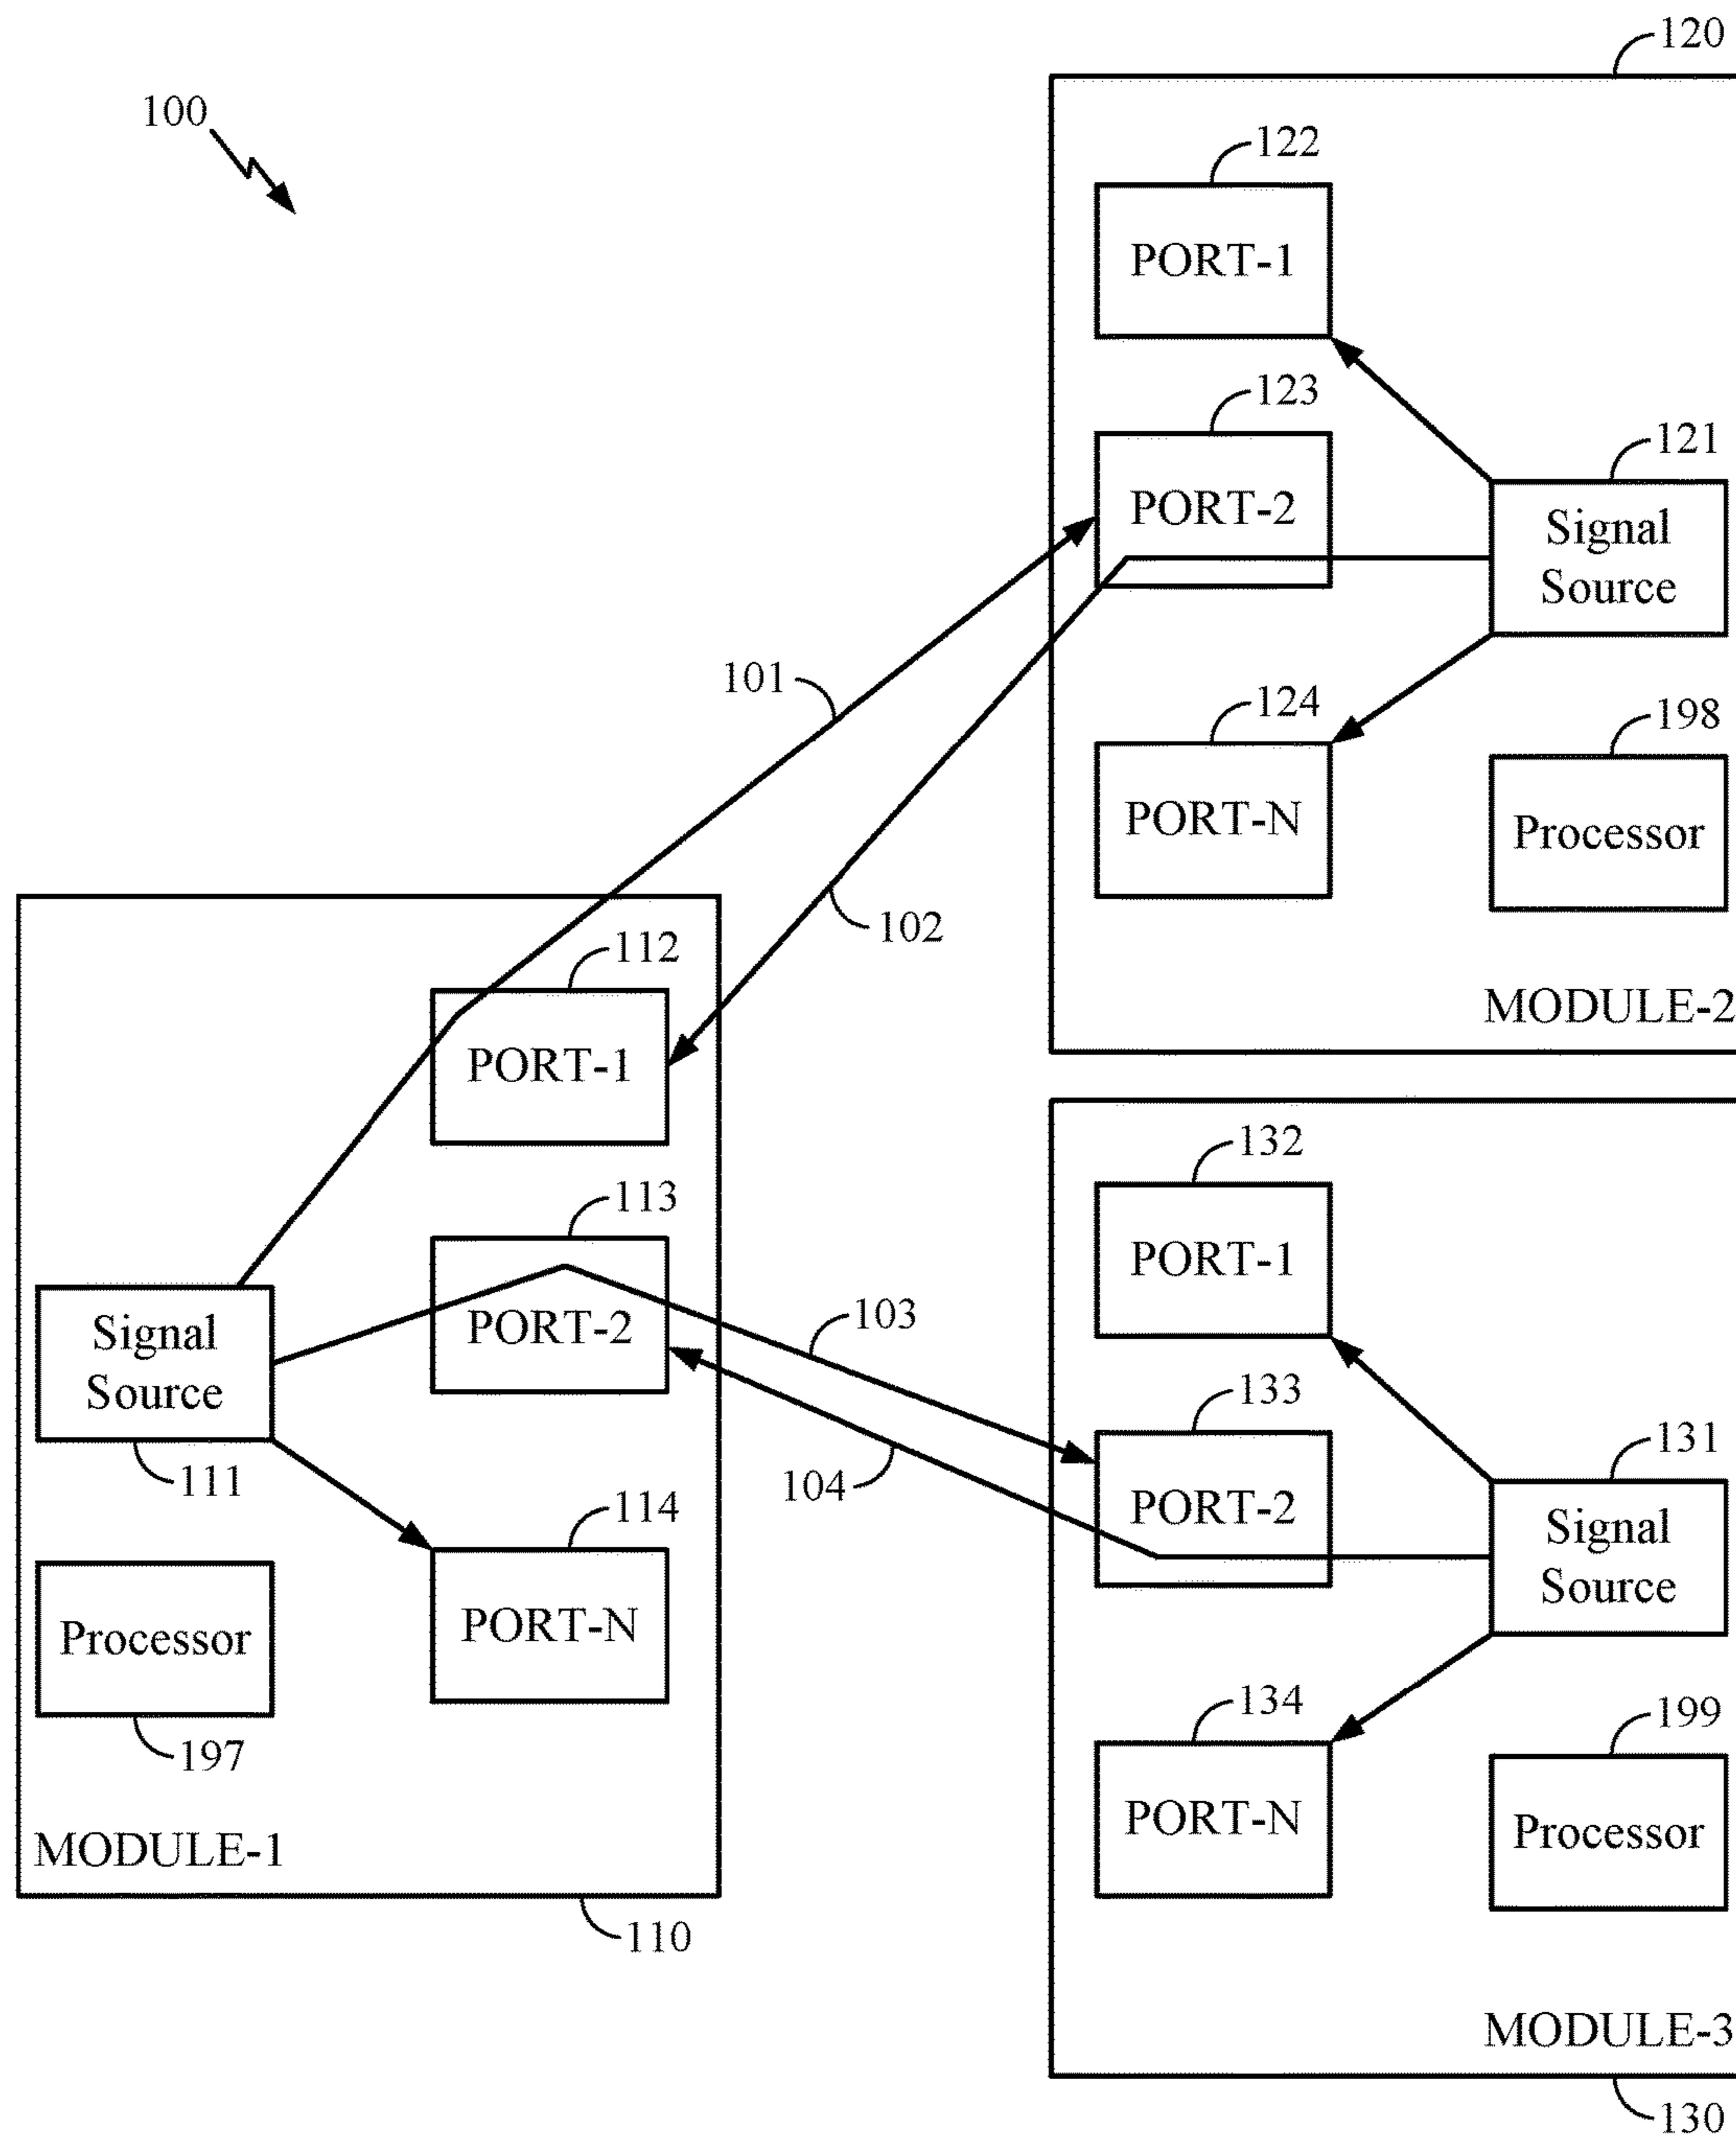 120
100
122
PORT-1
123
PORT-2
121
Signal
Source
101
124
PORT-N
198
Processor
102
MODULE-2
112
PORT-1
113
PORT-2
Signal
Source
111
114
PORT-N
Processor
197
MODULE-1
110
103
104
132
PORT-1
133
PORT-2
131
Signal
Source
134
PORT-N
199
Processor
MODULE-3
130